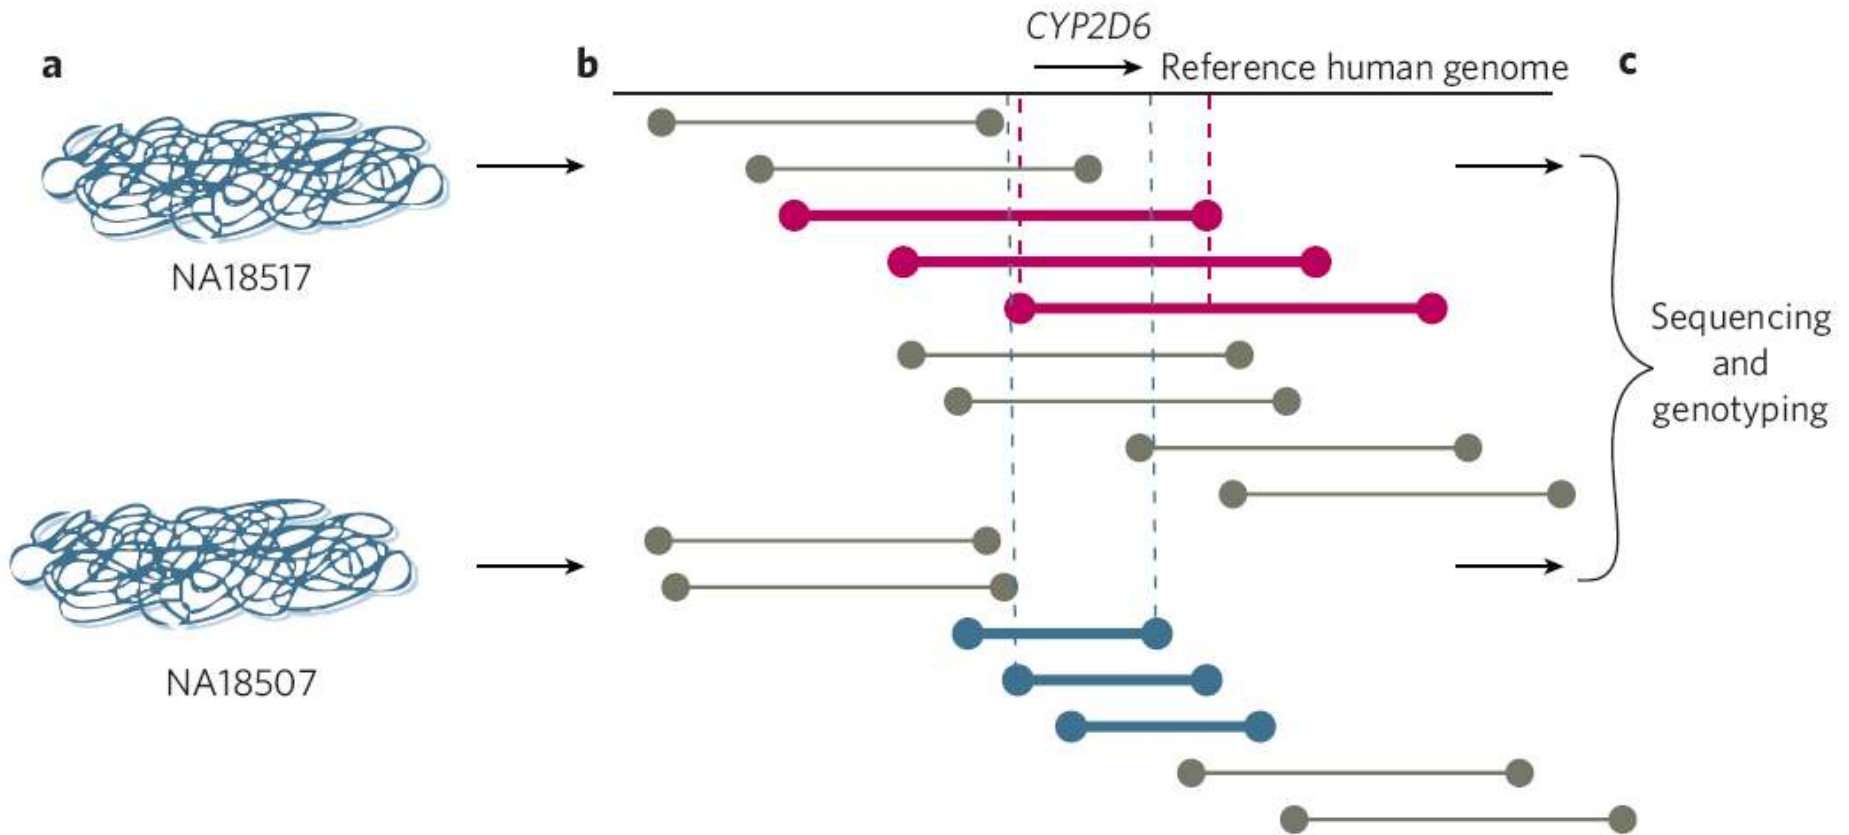 a
b
CYP2D6
Reference human genome
c
NA18517
Sequencing
and
genotyping
NA18507